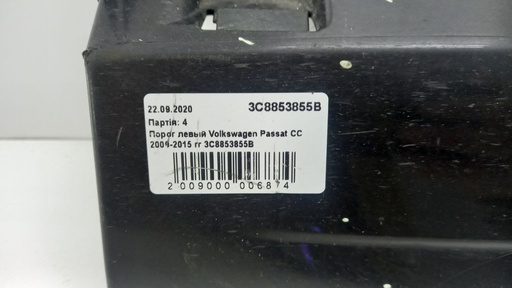 22.09.2020 3C8853855B
Партія: 4
Порог левый Volkswagen Passat CC
2009-2015 гг 3C8853855B
2 009000 006874